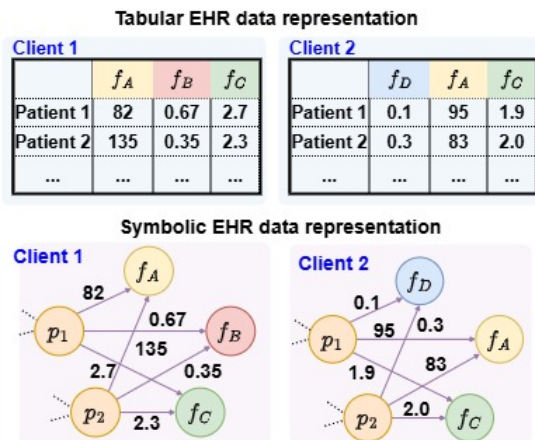 Tabular EHR data representation
Client 1
f_A f_B f_C
Patient 1 82 0.67 2.7
Patient 2 135 0.35 2.3
... ... ... ...
Client 2
f_D f_A f_C
Patient 1 0.1 95 1.9
Patient 2 0.3 83 2.0
... ... ... ...
Symbolic EHR data representation
Client 1
f_A
82
p_1
0.67
f_B
135
2.7
0.35
p_2
2.3
f_C
Client 2
f_D
0.1
p_1
95
0.3
f_A
1.9
83
p_2
2.0
f_C